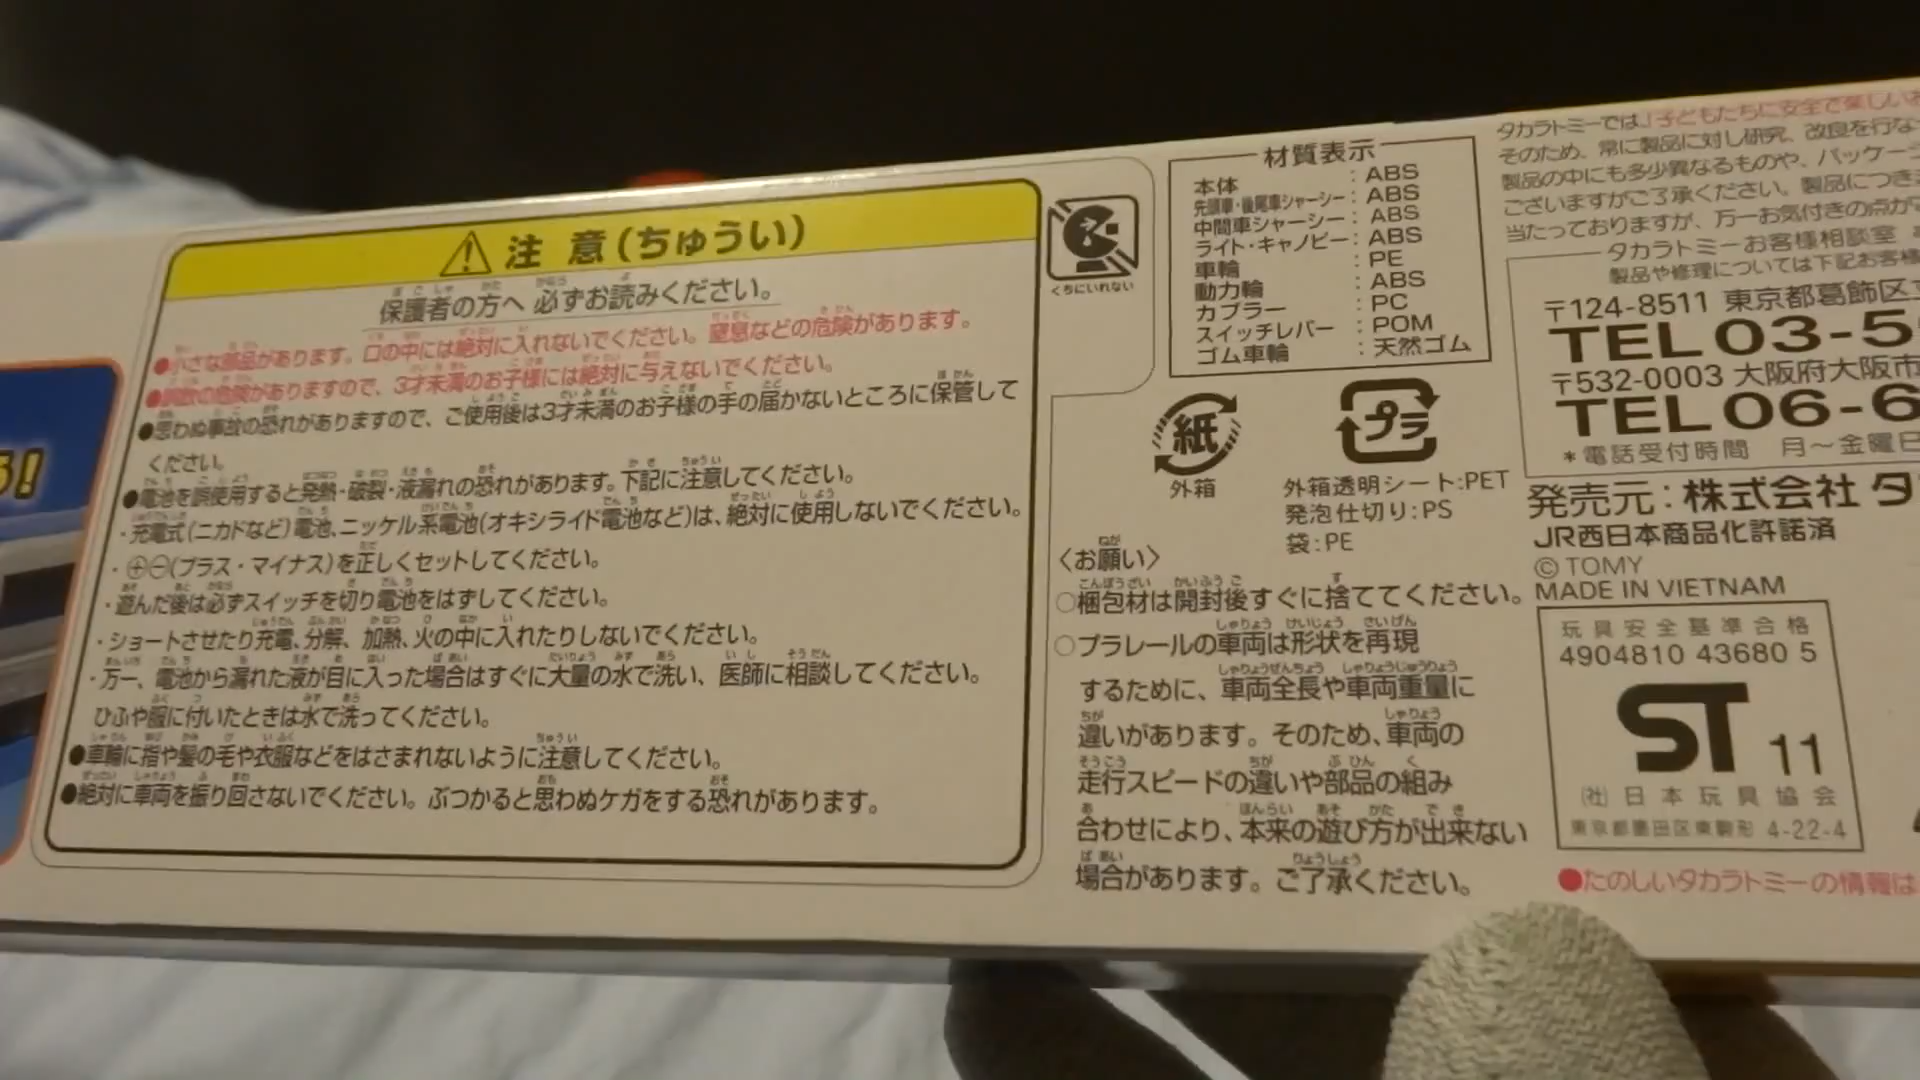 ろ!
注意(ちゅうい)
保護者の方へ 必ずお読みください。
●小さな部品があります。口の中には絶対に入れないでください。窒息などの危険があります。
●誤飲の危険がありますので、3才未満のお子様には絶対に与えないでください。
●思わぬ事故の恐れがありますので、ご使用後は3才未満のお子様の手の届かないところに保管して
ください。
●電池を誤使用すると発熱・破裂・液漏れの恐れがあります。下記に注意してください。
・充電式(ニカドなど)電池、ニッケル系電池(オキシライド電池など)は、絶対に使用しないでください。
・⊕⊖(プラス・マイナス)を正しくセットしてください。
・遊んだ後は必ずスイッチを切り電池をはずしてください。
・ショートさせたり充電、分解、加熱、火の中に入れたりしないでください。
・万一、電池から漏れた液が目に入った場合はすぐに大量の水で洗い、医師に相談してください。
ひふや服に付いたときは水で洗ってください。
●車輪に指や髪の毛や衣服などをはさまれないように注意してください。
●絶対に車両を振り回さないでください。ぶつかると思わぬケガをする恐れがあります。
くちにいれない
材質表示
本体 : ABS
先頭車・後尾車シャーシー : ABS
中間車シャーシー : ABS
ライト・キャノピー : ABS
車輪 : PE
動力輪 : ABS
カプラー : PC
スイッチレバー : POM
ゴム車輪 : 天然ゴム
紙
外箱
プラ
外箱透明シート:PET
発泡仕切り:PS
袋:PE
〈お願い〉
○梱包材は開封後すぐに捨ててください。
○プラレールの車両は形状を再現
するために、車両全長や車両重量に
違いがあります。そのため、車両の
走行スピードの違いや部品の組み
合わせにより、本来の遊び方が出来ない
場合があります。ご了承ください。
タカラトミーでは、「子どもたちに安全で楽しいお
そのため、常に製品に対し研究、改良を行な
製品の中にも多少異なるものや、パッケー
ございますがご了承ください。製品につき
当たっておりますが、万一お気付きの点が
タカラトミーお客様相談室
製品や修理については下記お客様
〒124-8511 東京都葛飾区
TEL 03-5
〒532-0003 大阪府大阪市
TEL 06-6
*電話受付時間 月〜金曜日
発売元:株式会社 タ
JR西日本商品化許諾済
© TOMY
MADE IN VIETNAM
玩具安全基準合格
4904810 43680 5
ST 11
(社)日本玩具協会
東京都墨田区東駒形 4-22-4
●たのしいタカラトミーの情報は